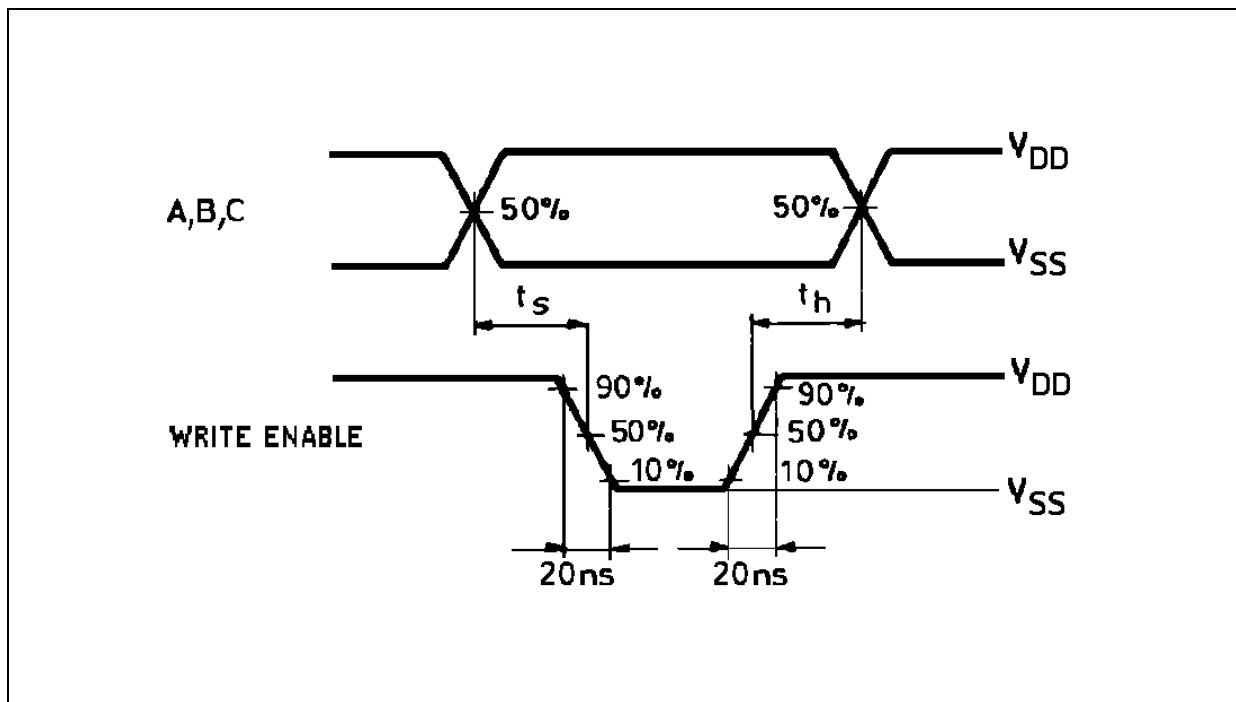 VDD
A,B,C
50%
50%
VSS
ts
th
VDD
90%
90%
WRITE ENABLE
50%
50%
10%
10%
VSS
20ns
20ns